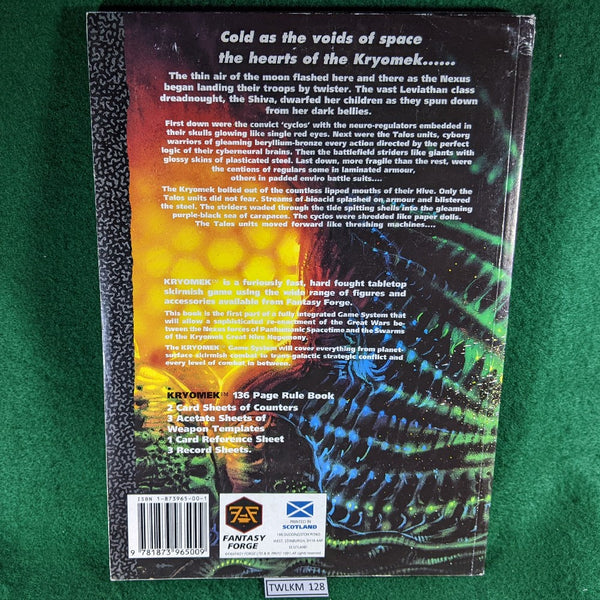 Cold as the voids of space
the hearts of the Kryomek......
The thin air of the moon flashed here and there as the Nexus
began landing their troops by twister. The vast Leviathan class
dreadnought, the Shiva, dwarfed her children as they spun down
from her dark bellies.
First down were the convict 'cyclos' with the neuro-regulators embedded in
their skulls glowing like single red eyes. Next were the Talos units, cyborg
warriors of gleaming beryllium-bronze every action directed by the perfect
logic of their cyberneural brains. Then the battlefield striders like giants with
glossy skins of plasticated steel. Last down, more fragile than the rest, were
the centions of regulars some in laminated armour,
others in padded enviro battle suits....
The Kryomek boiled out of the countless lipped mouths of their Hive. Only the
Talos units did not fear. Streams of bioacid splashed on armour and blistered
the steel. The striders waded through the tide spitting shells into the gleaming
purple-black sea of carapaces. The cyclos were shredded like paper dolls.
The Talos units moved forward like threshing machines....
KRYOMEK™ is a furiously fast, hard fought tabletop
skirmish game using the wide range of figures and
accessories available from Fantasy Forge.
This book is the first part of a fully integrated Game System that
will allow a sophisticated re-enactment of the Great Wars be-
tween the Nexus forces of Panhumanic Spacetime and the Swarms
of the Kryomek Great Hive Hegemony.
The KRYOMEK™ Game System will cover everything from planet-
surface skirmish combat to trans-galactic strategic conflict and
every level of combat in between.
KRYOMEK™ 136 Page Rule Book
2 Card Sheets of Counters
3 Acetate Sheets of
Weapon Templates
1 Card Reference Sheet
3 Record Sheets.
ISBN 1-873965-00-1
9 781873 965009
FANTASY
FORGE
PRINTED IN
SCOTLAND
SCOTLAND
TWLKM 128